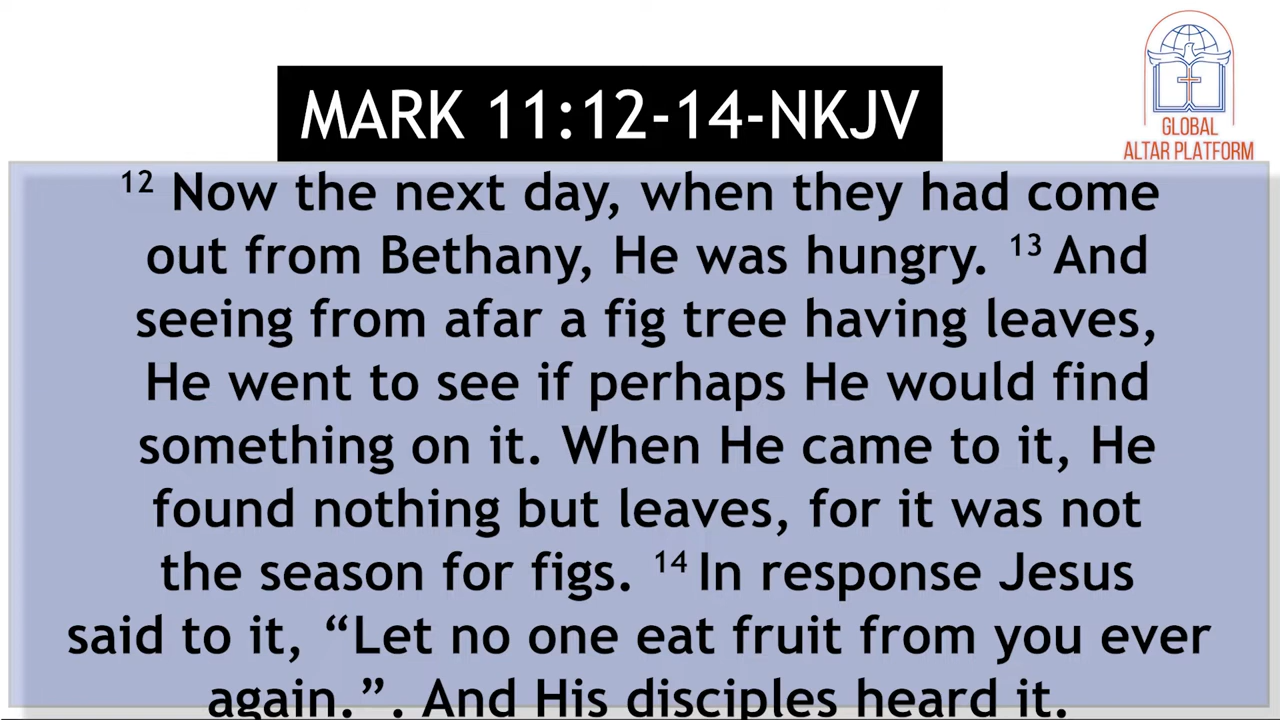 GLOBAL
ALTAR PLATFORM
MARK 11:12-14-NKJV
12 Now the next day, when they had come
out from Bethany, He was hungry. 13 And
seeing from afar a fig tree having leaves,
He went to see if perhaps He would find
something on it. When He came to it, He
found nothing but leaves, for it was not
the season for figs. 14 In response Jesus
said to it, “Let no one eat fruit from you ever
again.”. And His disciples heard it.